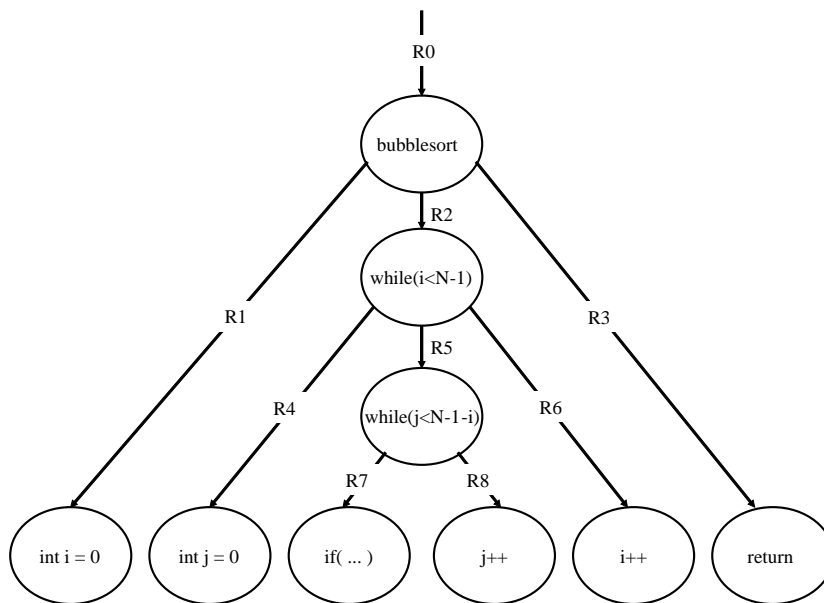 R0
bubblesort
R2
while(i<N-1)
R1
R3
R5
R4
R6
while(j<N-1-i)
R7
R8
int i = 0
int j = 0
if( ... )
j++
i++
return